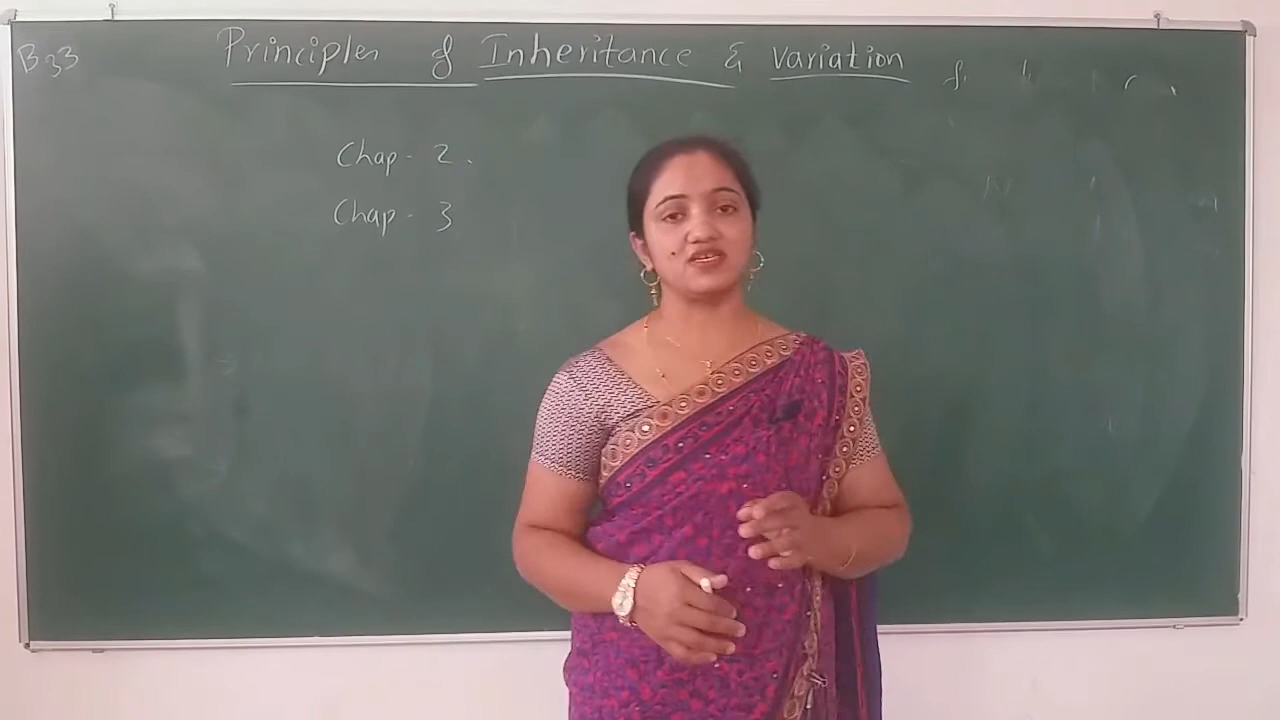 B33
Principles of Inheritance & Variation
Chap - 2.
Chap - 3